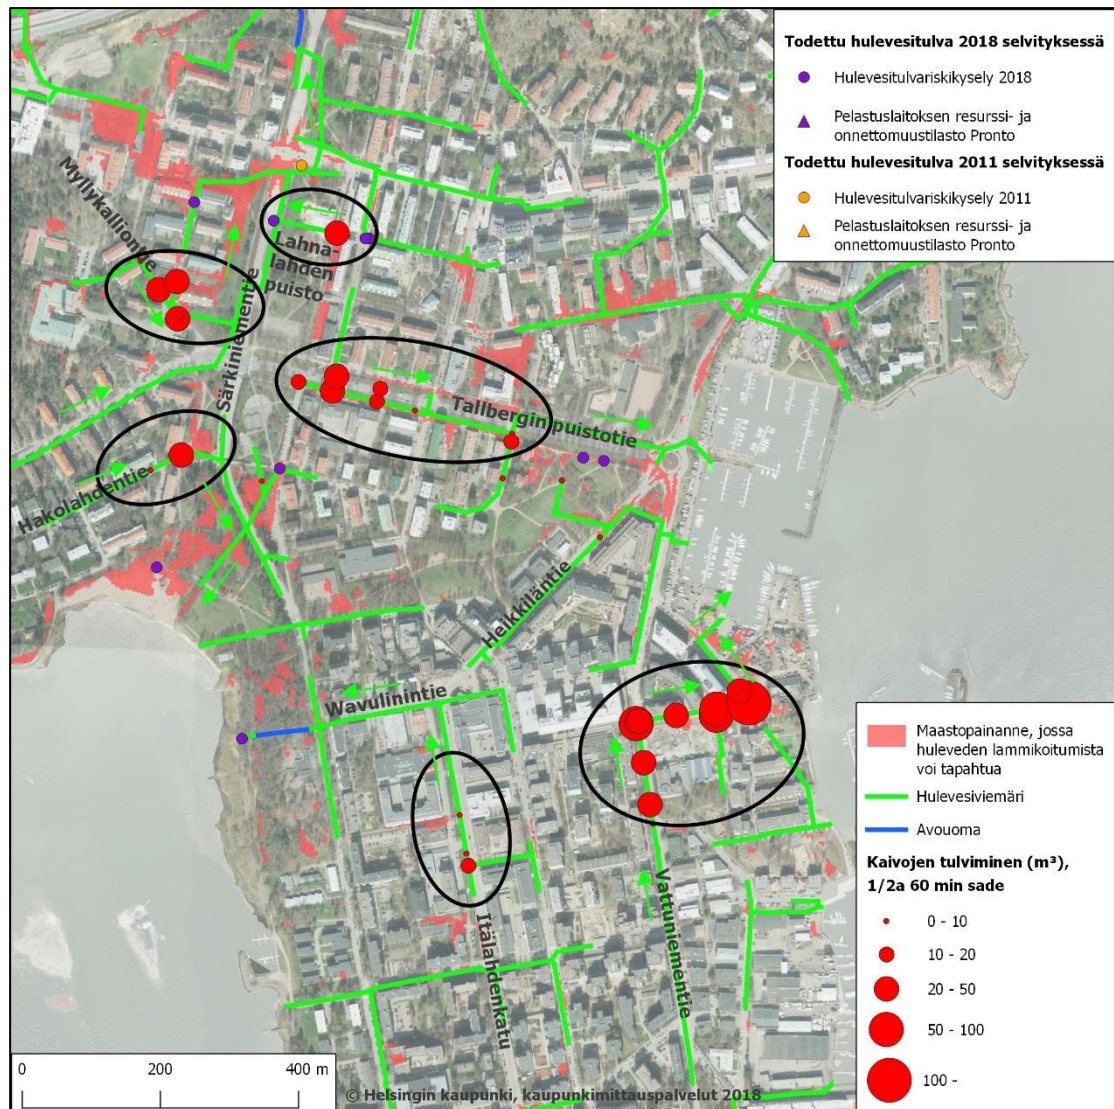 Todettu hulevesitulva 2018 selvityksessä
Hulevesitulvariskikysely 2018
Pelastuslaitoksen resurssi- ja
onnettomuustilasto Pronto
Todettu hulevesitulva 2011 selvityksessä
Hulevesitulvariskikysely 2011
Pelastuslaitoksen resurssi- ja
onnettomuustilasto Pronto
Myllykalliontie
Lahna-
lahden
puisto
Särkiniementie
Tallbergin puistotie
Hakolahdentie
Heikkiläntie
Wavulinintie
Itälahdenkatu
Vattuniementie
Maastopainanne, jossa
huleveden lammikoitumista
voi tapahtua
Hulevesiviemäri
Avouoma
Kaivojen tulviminen (m³),
1/2a 60 min sade
0 - 10
10 - 20
20 - 50
50 - 100
100 -
0 200 400 m
© Helsingin kaupunki, kaupunkimittauspalvelut 2018